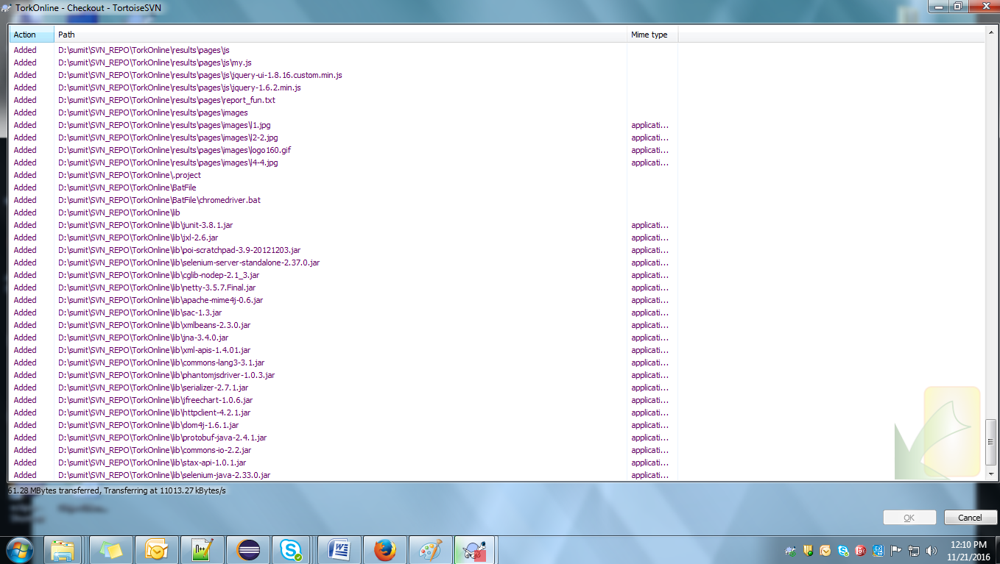 TorkOnline - Checkout - TortoiseSVN
Action Path Mime type
Added D:\sumit\SVN_REPO\TorkOnline\results\pages\js
Added D:\sumit\SVN_REPO\TorkOnline\results\pages\js\my.js
Added D:\sumit\SVN_REPO\TorkOnline\results\pages\js\jquery-ui-1.8.16.custom.min.js
Added D:\sumit\SVN_REPO\TorkOnline\results\pages\js\jquery-1.6.2.min.js
Added D:\sumit\SVN_REPO\TorkOnline\results\pages\report_fun.txt
Added D:\sumit\SVN_REPO\TorkOnline\results\pages\images
Added D:\sumit\SVN_REPO\TorkOnline\results\pages\images\l1.jpg applicati...
Added D:\sumit\SVN_REPO\TorkOnline\results\pages\images\l2-2.jpg applicati...
Added D:\sumit\SVN_REPO\TorkOnline\results\pages\images\logo160.gif applicati...
Added D:\sumit\SVN_REPO\TorkOnline\results\pages\images\l4-4.jpg applicati...
Added D:\sumit\SVN_REPO\TorkOnline\.project
Added D:\sumit\SVN_REPO\TorkOnline\BatFile
Added D:\sumit\SVN_REPO\TorkOnline\BatFile\chromedriver.bat
Added D:\sumit\SVN_REPO\TorkOnline\lib
Added D:\sumit\SVN_REPO\TorkOnline\lib\junit-3.8.1.jar applicati...
Added D:\sumit\SVN_REPO\TorkOnline\lib\jxl-2.6.jar applicati...
Added D:\sumit\SVN_REPO\TorkOnline\lib\poi-scratchpad-3.9-20121203.jar applicati...
Added D:\sumit\SVN_REPO\TorkOnline\lib\selenium-server-standalone-2.37.0.jar applicati...
Added D:\sumit\SVN_REPO\TorkOnline\lib\cglib-nodep-2.1_3.jar applicati...
Added D:\sumit\SVN_REPO\TorkOnline\lib\netty-3.5.7.Final.jar applicati...
Added D:\sumit\SVN_REPO\TorkOnline\lib\apache-mime4j-0.6.jar applicati...
Added D:\sumit\SVN_REPO\TorkOnline\lib\sac-1.3.jar applicati...
Added D:\sumit\SVN_REPO\TorkOnline\lib\xmlbeans-2.3.0.jar applicati...
Added D:\sumit\SVN_REPO\TorkOnline\lib\jna-3.4.0.jar applicati...
Added D:\sumit\SVN_REPO\TorkOnline\lib\xml-apis-1.4.01.jar applicati...
Added D:\sumit\SVN_REPO\TorkOnline\lib\commons-lang3-3.1.jar applicati...
Added D:\sumit\SVN_REPO\TorkOnline\lib\phantomjsdriver-1.0.3.jar applicati...
Added D:\sumit\SVN_REPO\TorkOnline\lib\serializer-2.7.1.jar applicati...
Added D:\sumit\SVN_REPO\TorkOnline\lib\jfreechart-1.0.6.jar applicati...
Added D:\sumit\SVN_REPO\TorkOnline\lib\httpclient-4.2.1.jar applicati...
Added D:\sumit\SVN_REPO\TorkOnline\lib\dom4j-1.6.1.jar applicati...
Added D:\sumit\SVN_REPO\TorkOnline\lib\protobuf-java-2.4.1.jar applicati...
Added D:\sumit\SVN_REPO\TorkOnline\lib\commons-io-2.2.jar applicati...
Added D:\sumit\SVN_REPO\TorkOnline\lib\stax-api-1.0.1.jar applicati...
Added D:\sumit\SVN_REPO\TorkOnline\lib\selenium-java-2.33.0.jar applicati...
61.28 MBytes transferred, Transferring at 11013.27 kBytes/s
OK Cancel
12:10 PM
11/21/2016